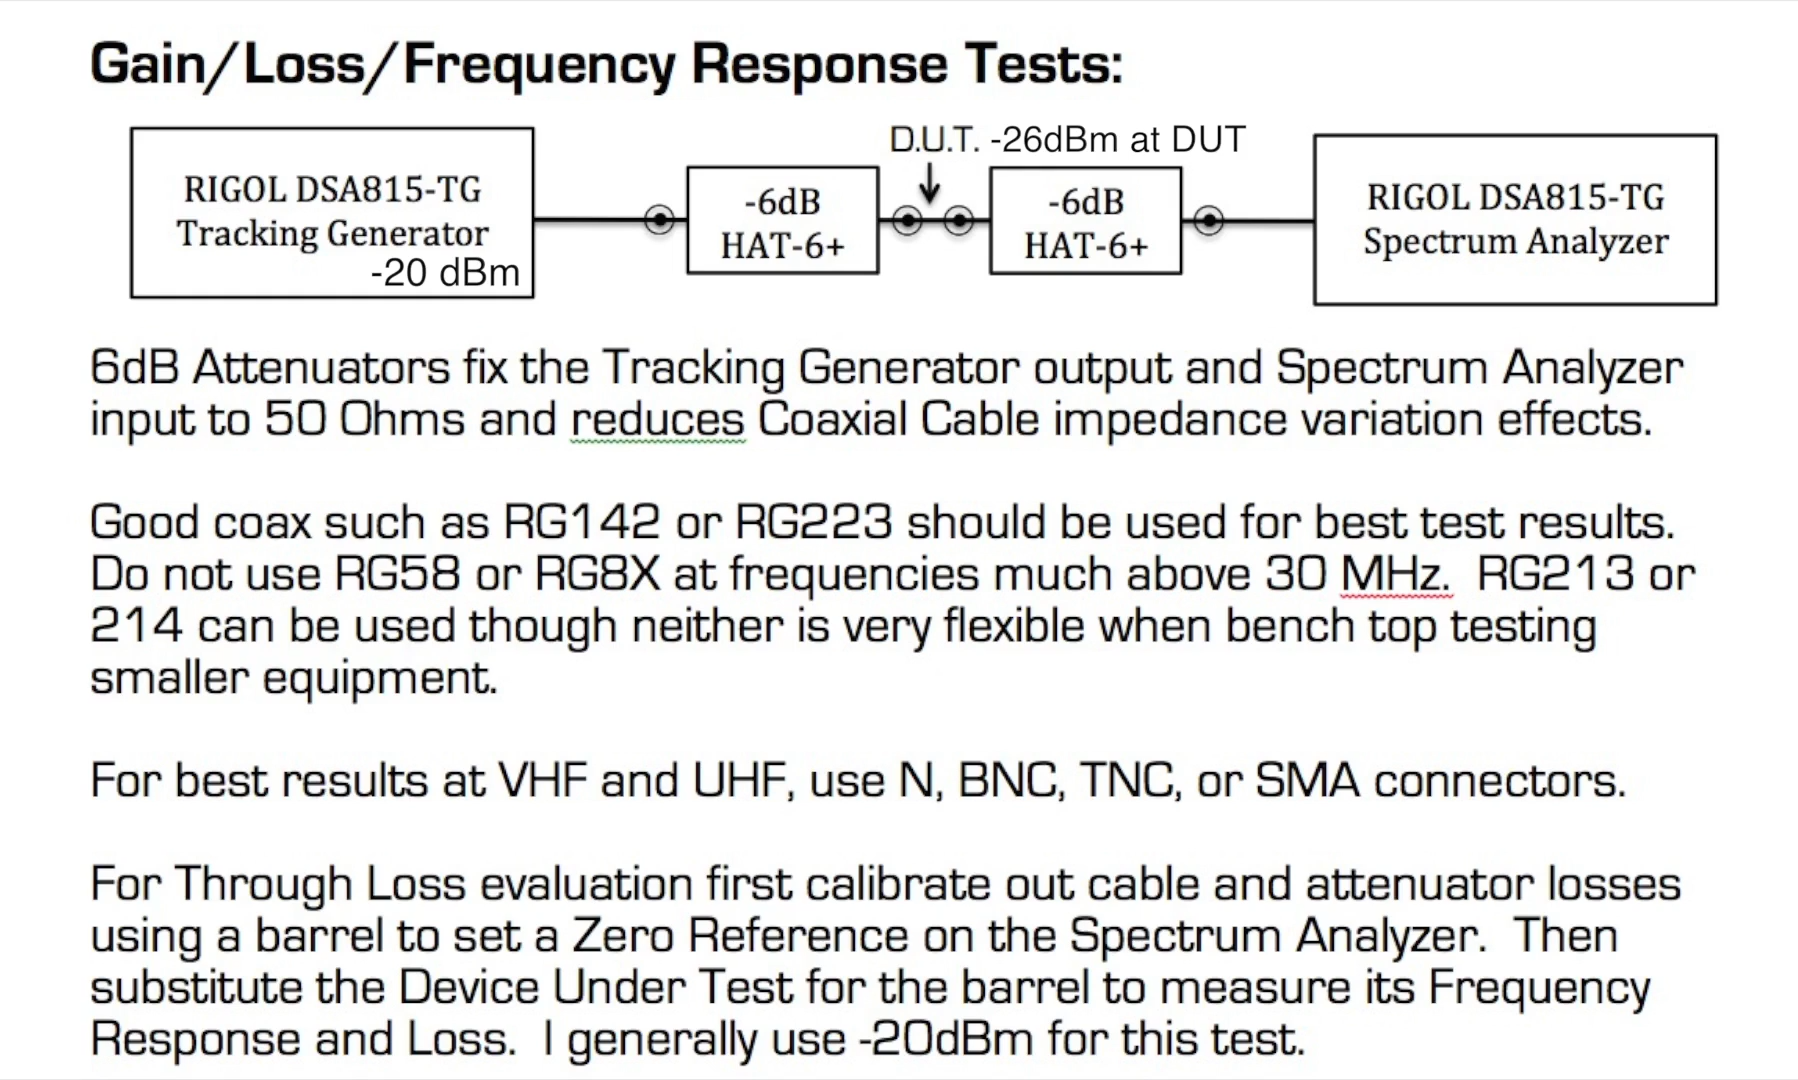 Gain/Loss/Frequency Response Tests:
D.U.T. -26dBm at DUT
RIGOL DSA815-TG
Tracking Generator
-20 dBm
-6dB
HAT-6+
-6dB
HAT-6+
RIGOL DSA815-TG
Spectrum Analyzer
6dB Attenuators fix the Tracking Generator output and Spectrum Analyzer
input to 50 Ohms and reduces Coaxial Cable impedance variation effects.
Good coax such as RG142 or RG223 should be used for best test results.
Do not use RG58 or RG8X at frequencies much above 30 MHz.  RG213 or
214 can be used though neither is very flexible when bench top testing
smaller equipment.
For best results at VHF and UHF, use N, BNC, TNC, or SMA connectors.
For Through Loss evaluation first calibrate out cable and attenuator losses
using a barrel to set a Zero Reference on the Spectrum Analyzer.  Then
substitute the Device Under Test for the barrel to measure its Frequency
Response and Loss.  I generally use -20dBm for this test.